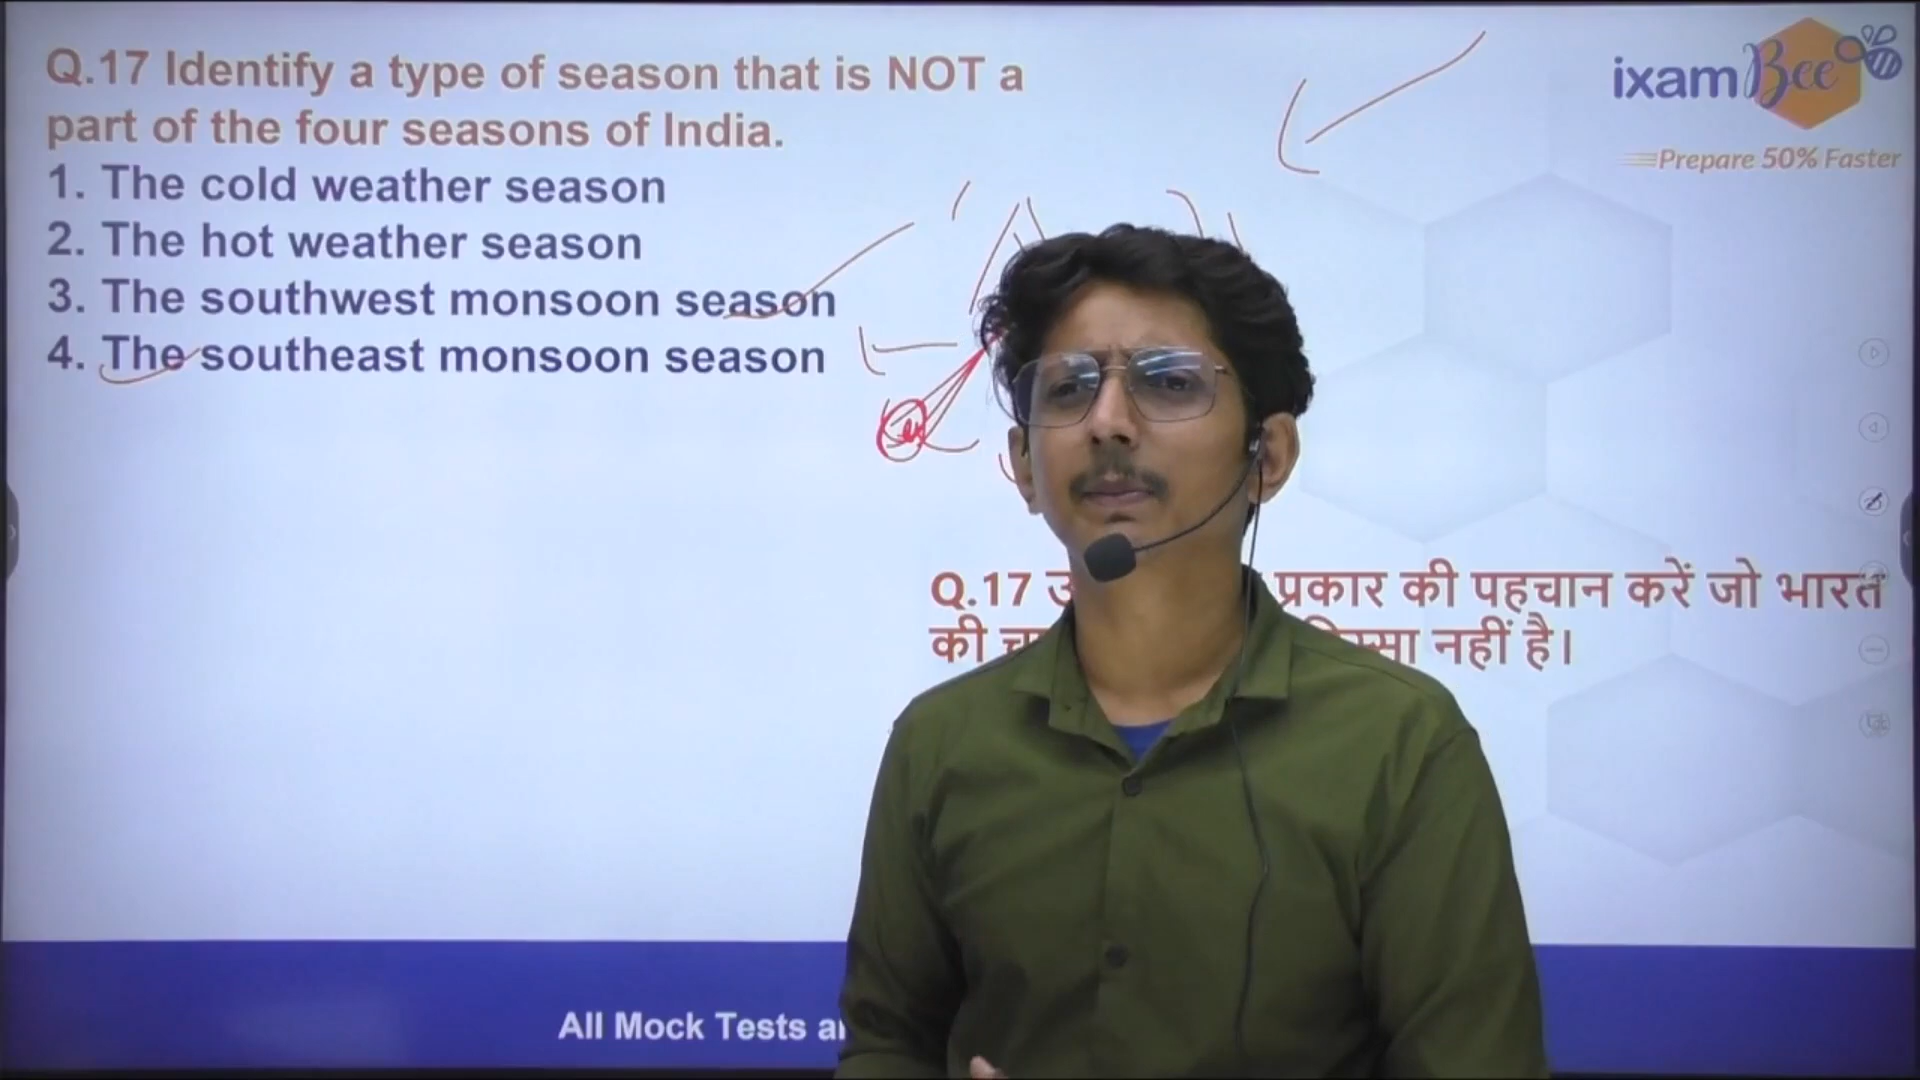 Q.17 Identify a type of season that is NOT a
part of the four seasons of India.
1. The cold weather season
2. The hot weather season
3. The southwest monsoon season
4. The southeast monsoon season
ixamBee
Prepare 50% Faster
Q.17 प्रकार की पहचान करें जो भारत
की नहीं है।
All Mock Tests